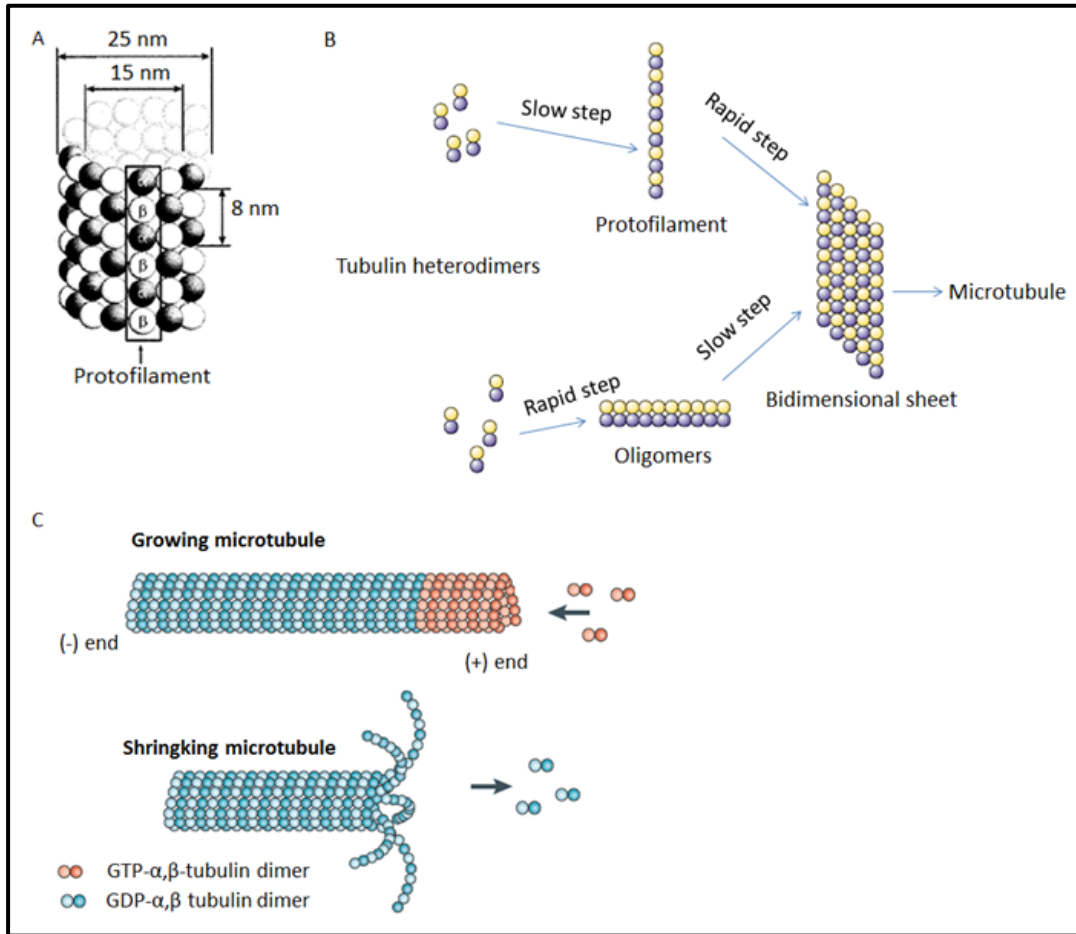 A
25 nm
15 nm
8 nm
α
β
α
β
α
β
Protofilament
B
Slow step
Rapid step
Protofilament
Tubulin heterodimers
Microtubule
Slow step
Rapid step
Bidimensional sheet
Oligomers
C
Growing microtubule
(-) end
(+) end
Shringking microtubule
GTP-α,β-tubulin dimer
GDP-α,β tubulin dimer